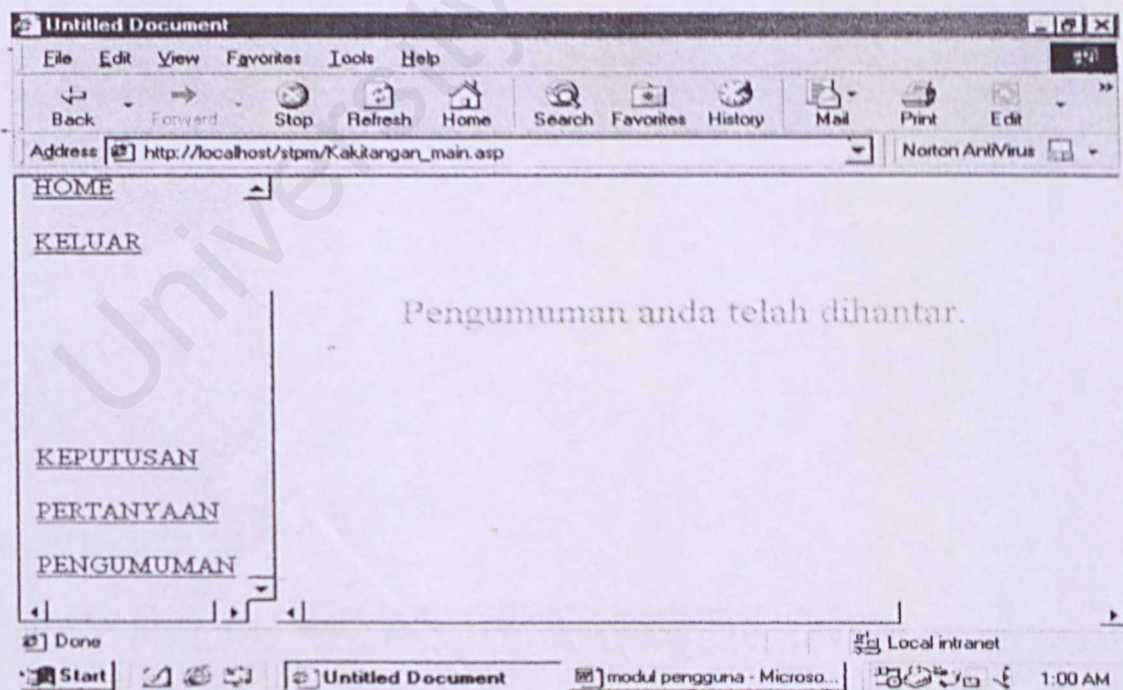 Untitled Document
File Edit View Favorites Tools Help
Back Forward Stop Refresh Home Search Favorites History Mail Print Edit
Address http://localhost/stpm/Kakitangan_main.asp Norton AntiVirus
HOME
KELUAR
Pengumuman anda telah dihantar.
KEPUTUSAN
PERTANYAAN
PENGUMUMAN
Done Local intranet
Start Untitled Document modul pengguna - Microso... 1:00 AM
University